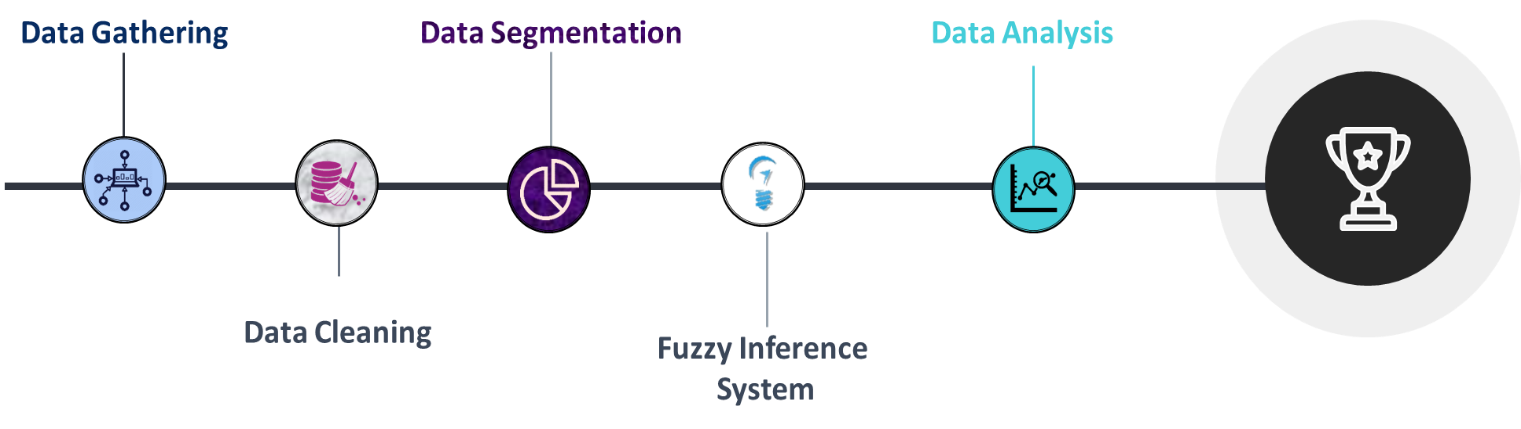 Data Gathering
Data Segmentation
Data Analysis
Data Cleaning
Fuzzy Inference
System